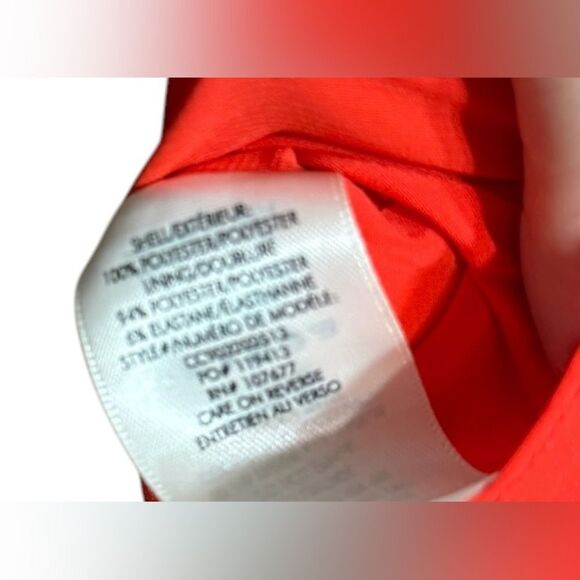 SHELL/EXTÉRIEUR:
100% POLYESTER/POLYESTER
LINING/DOUBLURE
94% POLYESTER/POLYESTER
6% ELASTANE/ÉLASTHANNE
STYLE# NUMÉRO DE MODÈLE:
PO# 119413
RN# 107677
CARE ON REVERSE
ENTRETIEN AU VERSO